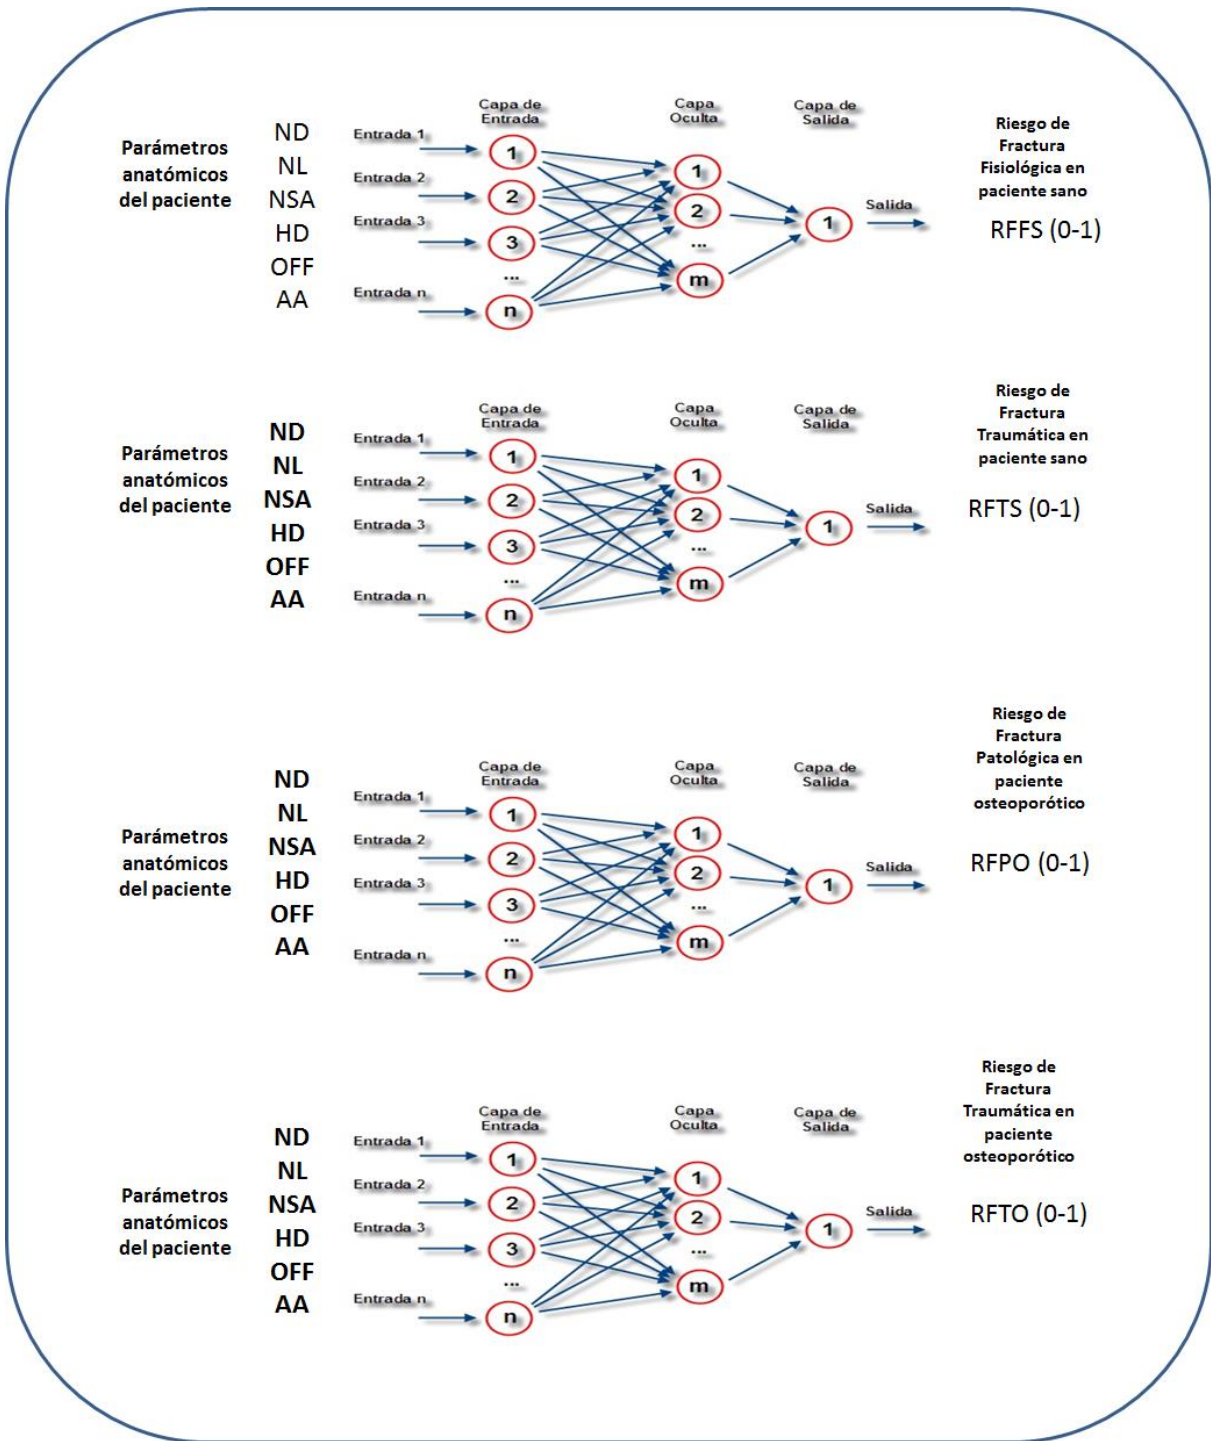 Parámetros
anatómicos
del paciente
ND
NL
NSA
HD
OFF
AA
Entrada 1
Entrada 2
Entrada 3
Entrada n
Capa de
Entrada
1
2
3
...
n
Capa
Oculta
1
2
...
m
Capa de
Salida
1
Salida
Riesgo de
Fractura
Fisiológica en
paciente sano
RFFS (0-1)
Parámetros
anatómicos
del paciente
ND
NL
NSA
HD
OFF
AA
Entrada 1
Entrada 2
Entrada 3
Entrada n
Capa de
Entrada
1
2
3
...
n
Capa
Oculta
1
2
...
m
Capa de
Salida
1
Salida
Riesgo de
Fractura
Traumática en
paciente sano
RFTS (0-1)
Parámetros
anatómicos
del paciente
ND
NL
NSA
HD
OFF
AA
Entrada 1
Entrada 2
Entrada 3
Entrada n
Capa de
Entrada
1
2
3
...
n
Capa
Oculta
1
2
...
m
Capa de
Salida
1
Salida
Riesgo de
Fractura
Patológica en
paciente
osteoporótico
RFPO (0-1)
Parámetros
anatómicos
del paciente
ND
NL
NSA
HD
OFF
AA
Entrada 1
Entrada 2
Entrada 3
Entrada n
Capa de
Entrada
1
2
3
...
n
Capa
Oculta
1
2
...
m
Capa de
Salida
1
Salida
Riesgo de
Fractura
Traumática en
paciente
osteoporótico
RFTO (0-1)